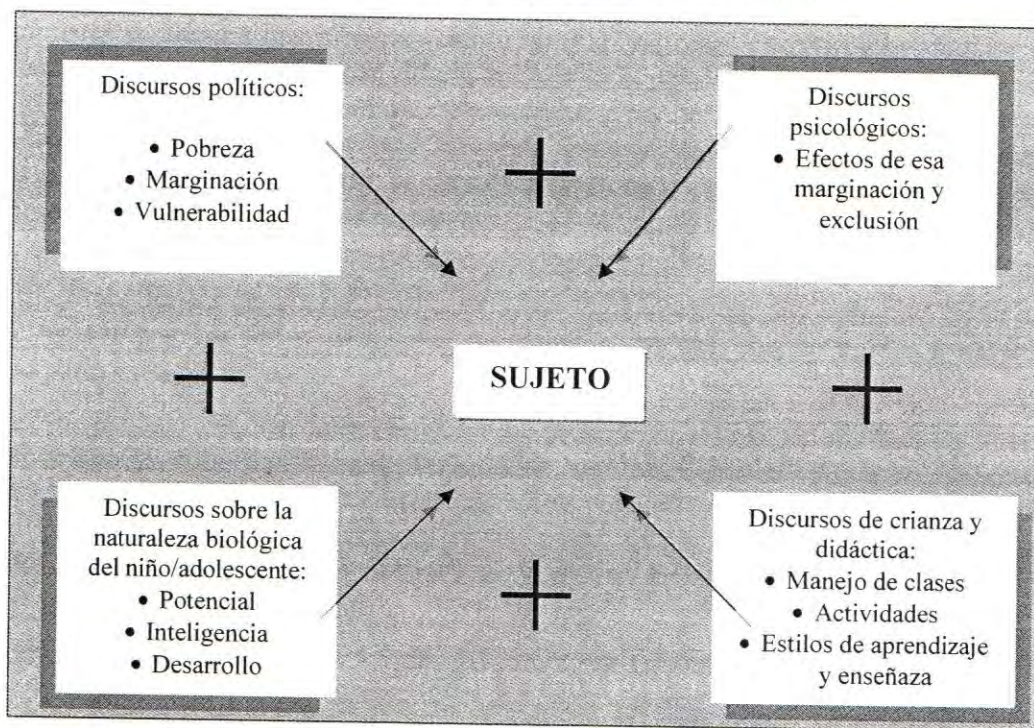 Discursos políticos:
• Pobreza
• Marginación
• Vulnerabilidad
Discursos
psicológicos:
• Efectos de esa
marginación y
exclusión
SUJETO
Discursos sobre la
naturaleza biológica
del niño/adolescente:
• Potencial
• Inteligencia
• Desarrollo
Discursos de crianza y
didáctica:
• Manejo de clases
• Actividades
• Estilos de aprendizaje
y enseñaza